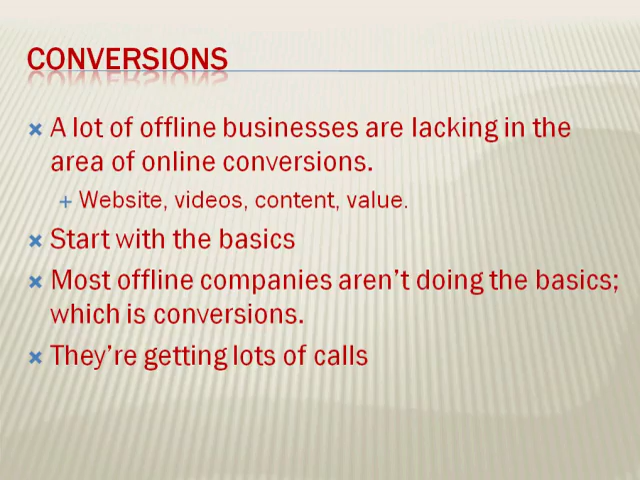 CONVERSIONS
A lot of offline businesses are lacking in the
area of online conversions.
Website, videos, content, value.
Start with the basics
Most offline companies aren't doing the basics;
which is conversions.
They're getting lots of calls